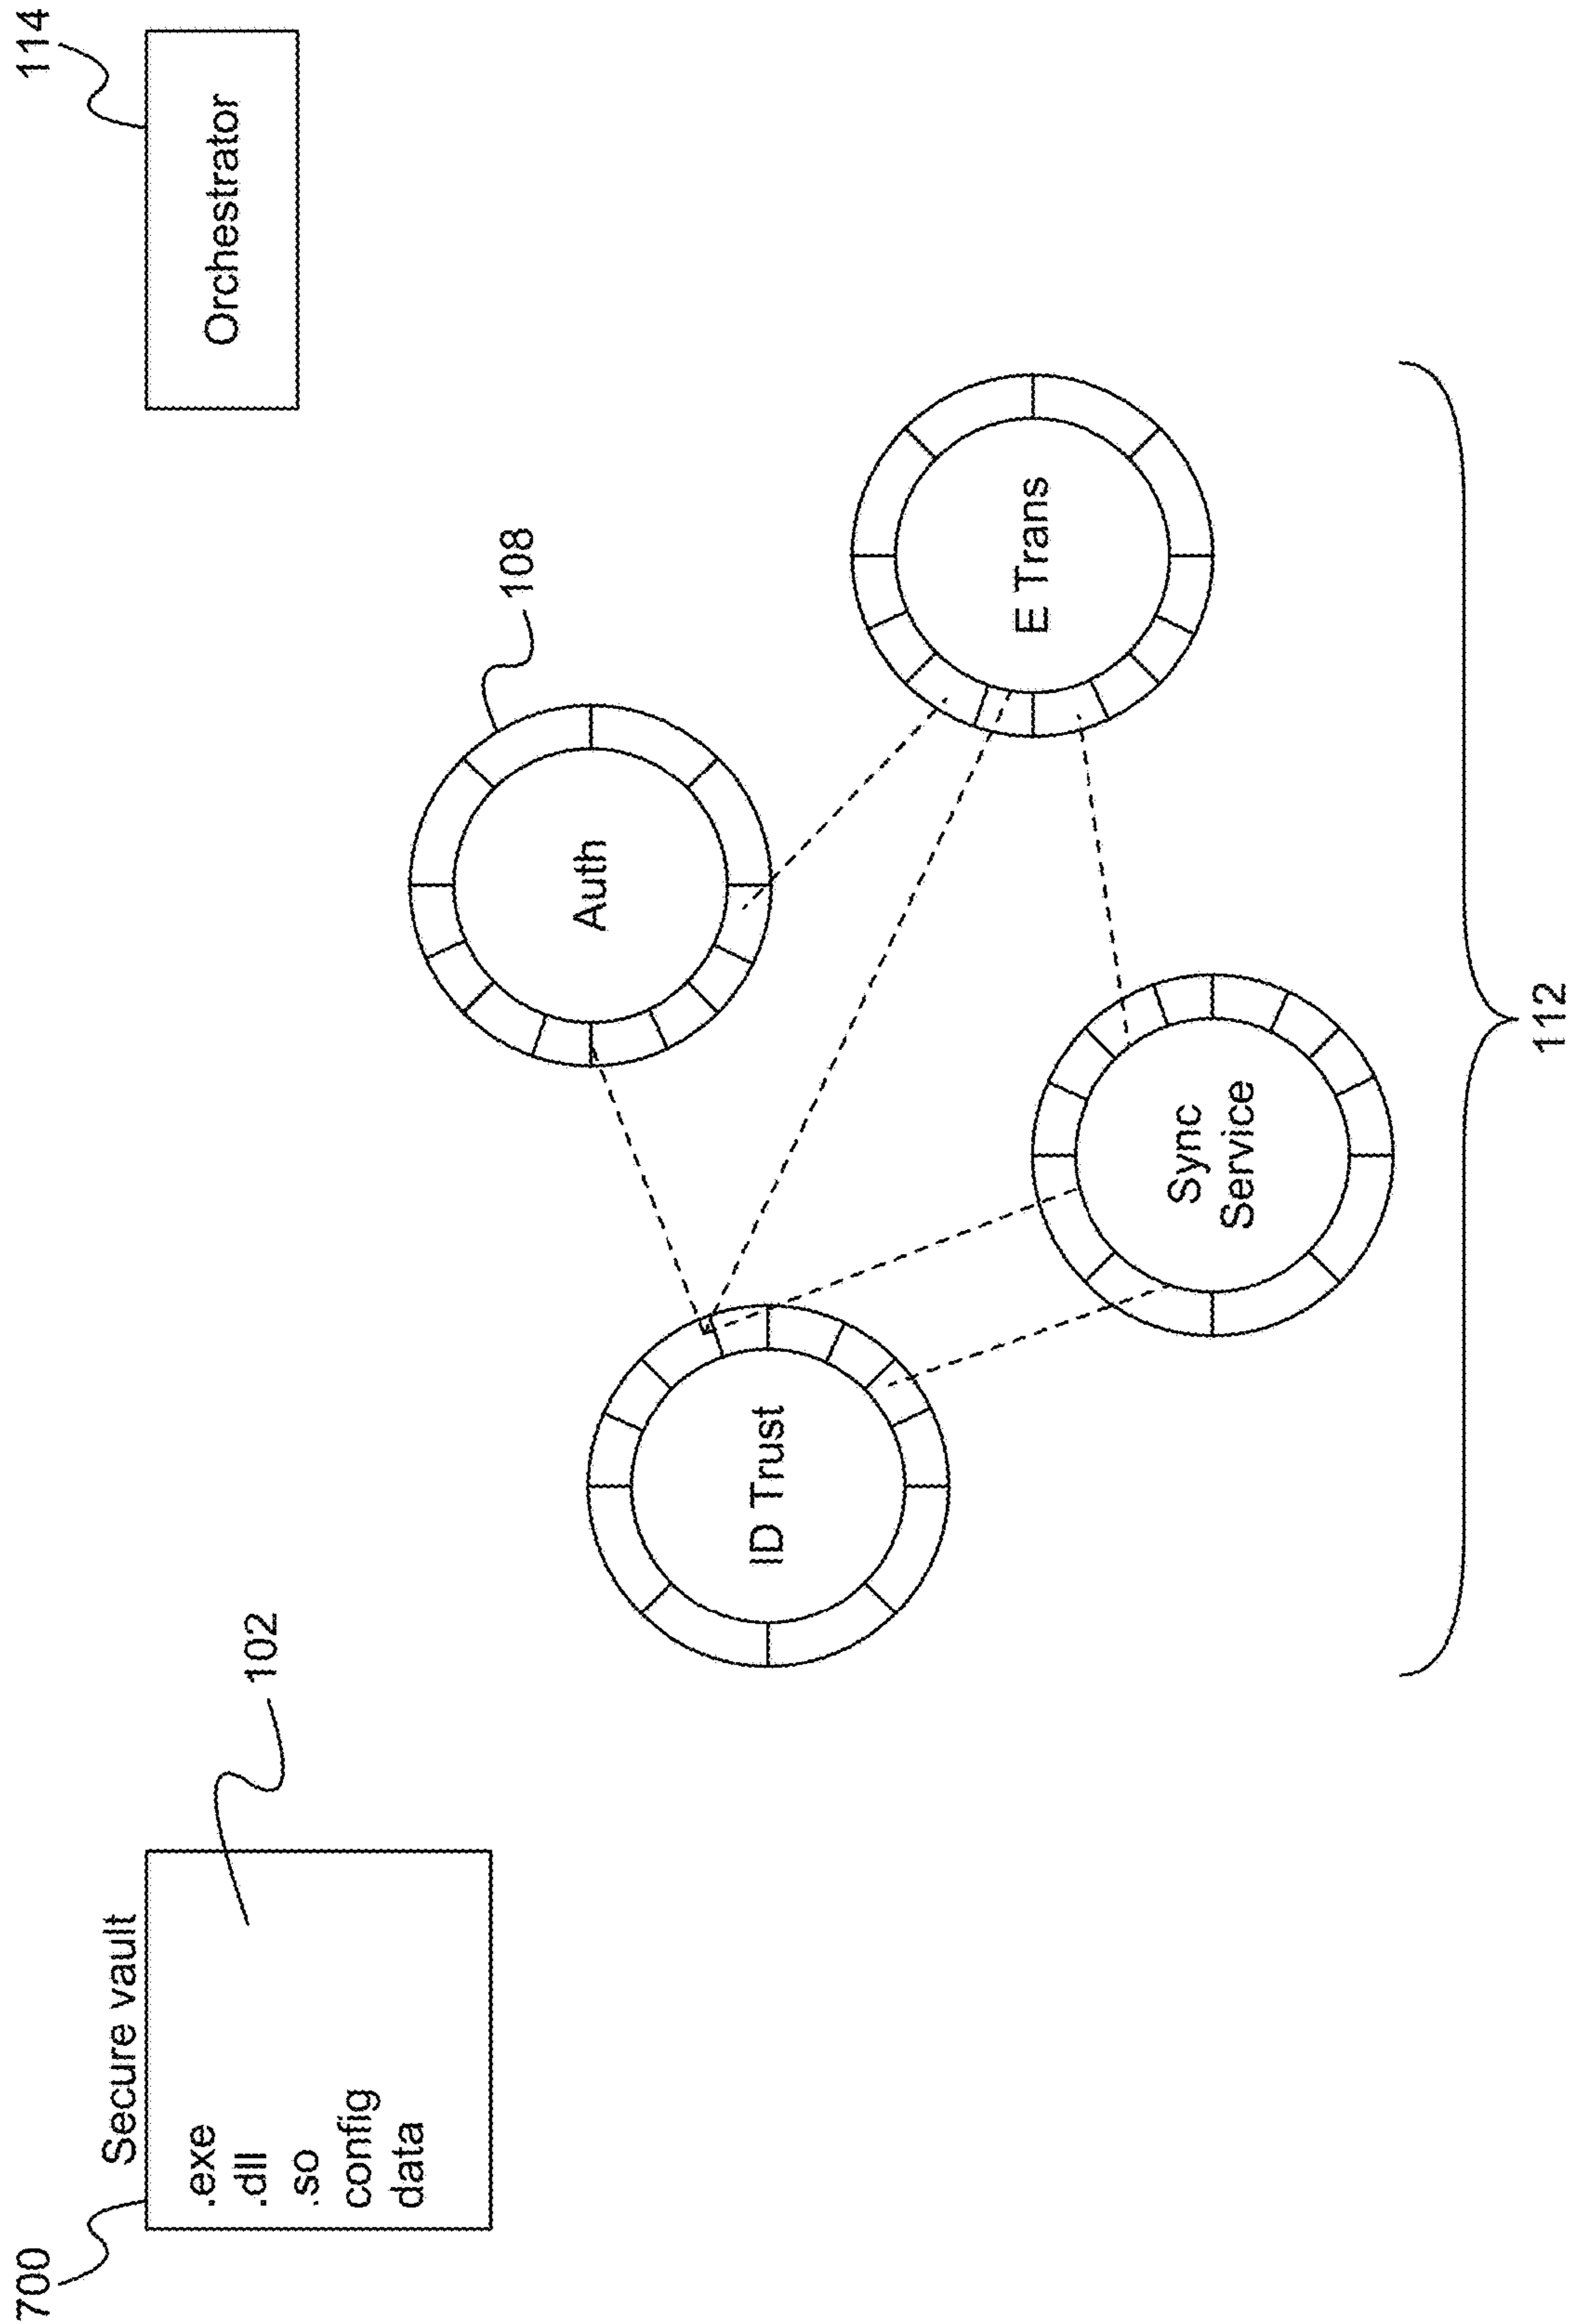 700
Secure vault
.exe
.dll
.so
config
data
102
114
Orchestrator
108
Auth
ID Trust
E Trans
Sync
Service
112